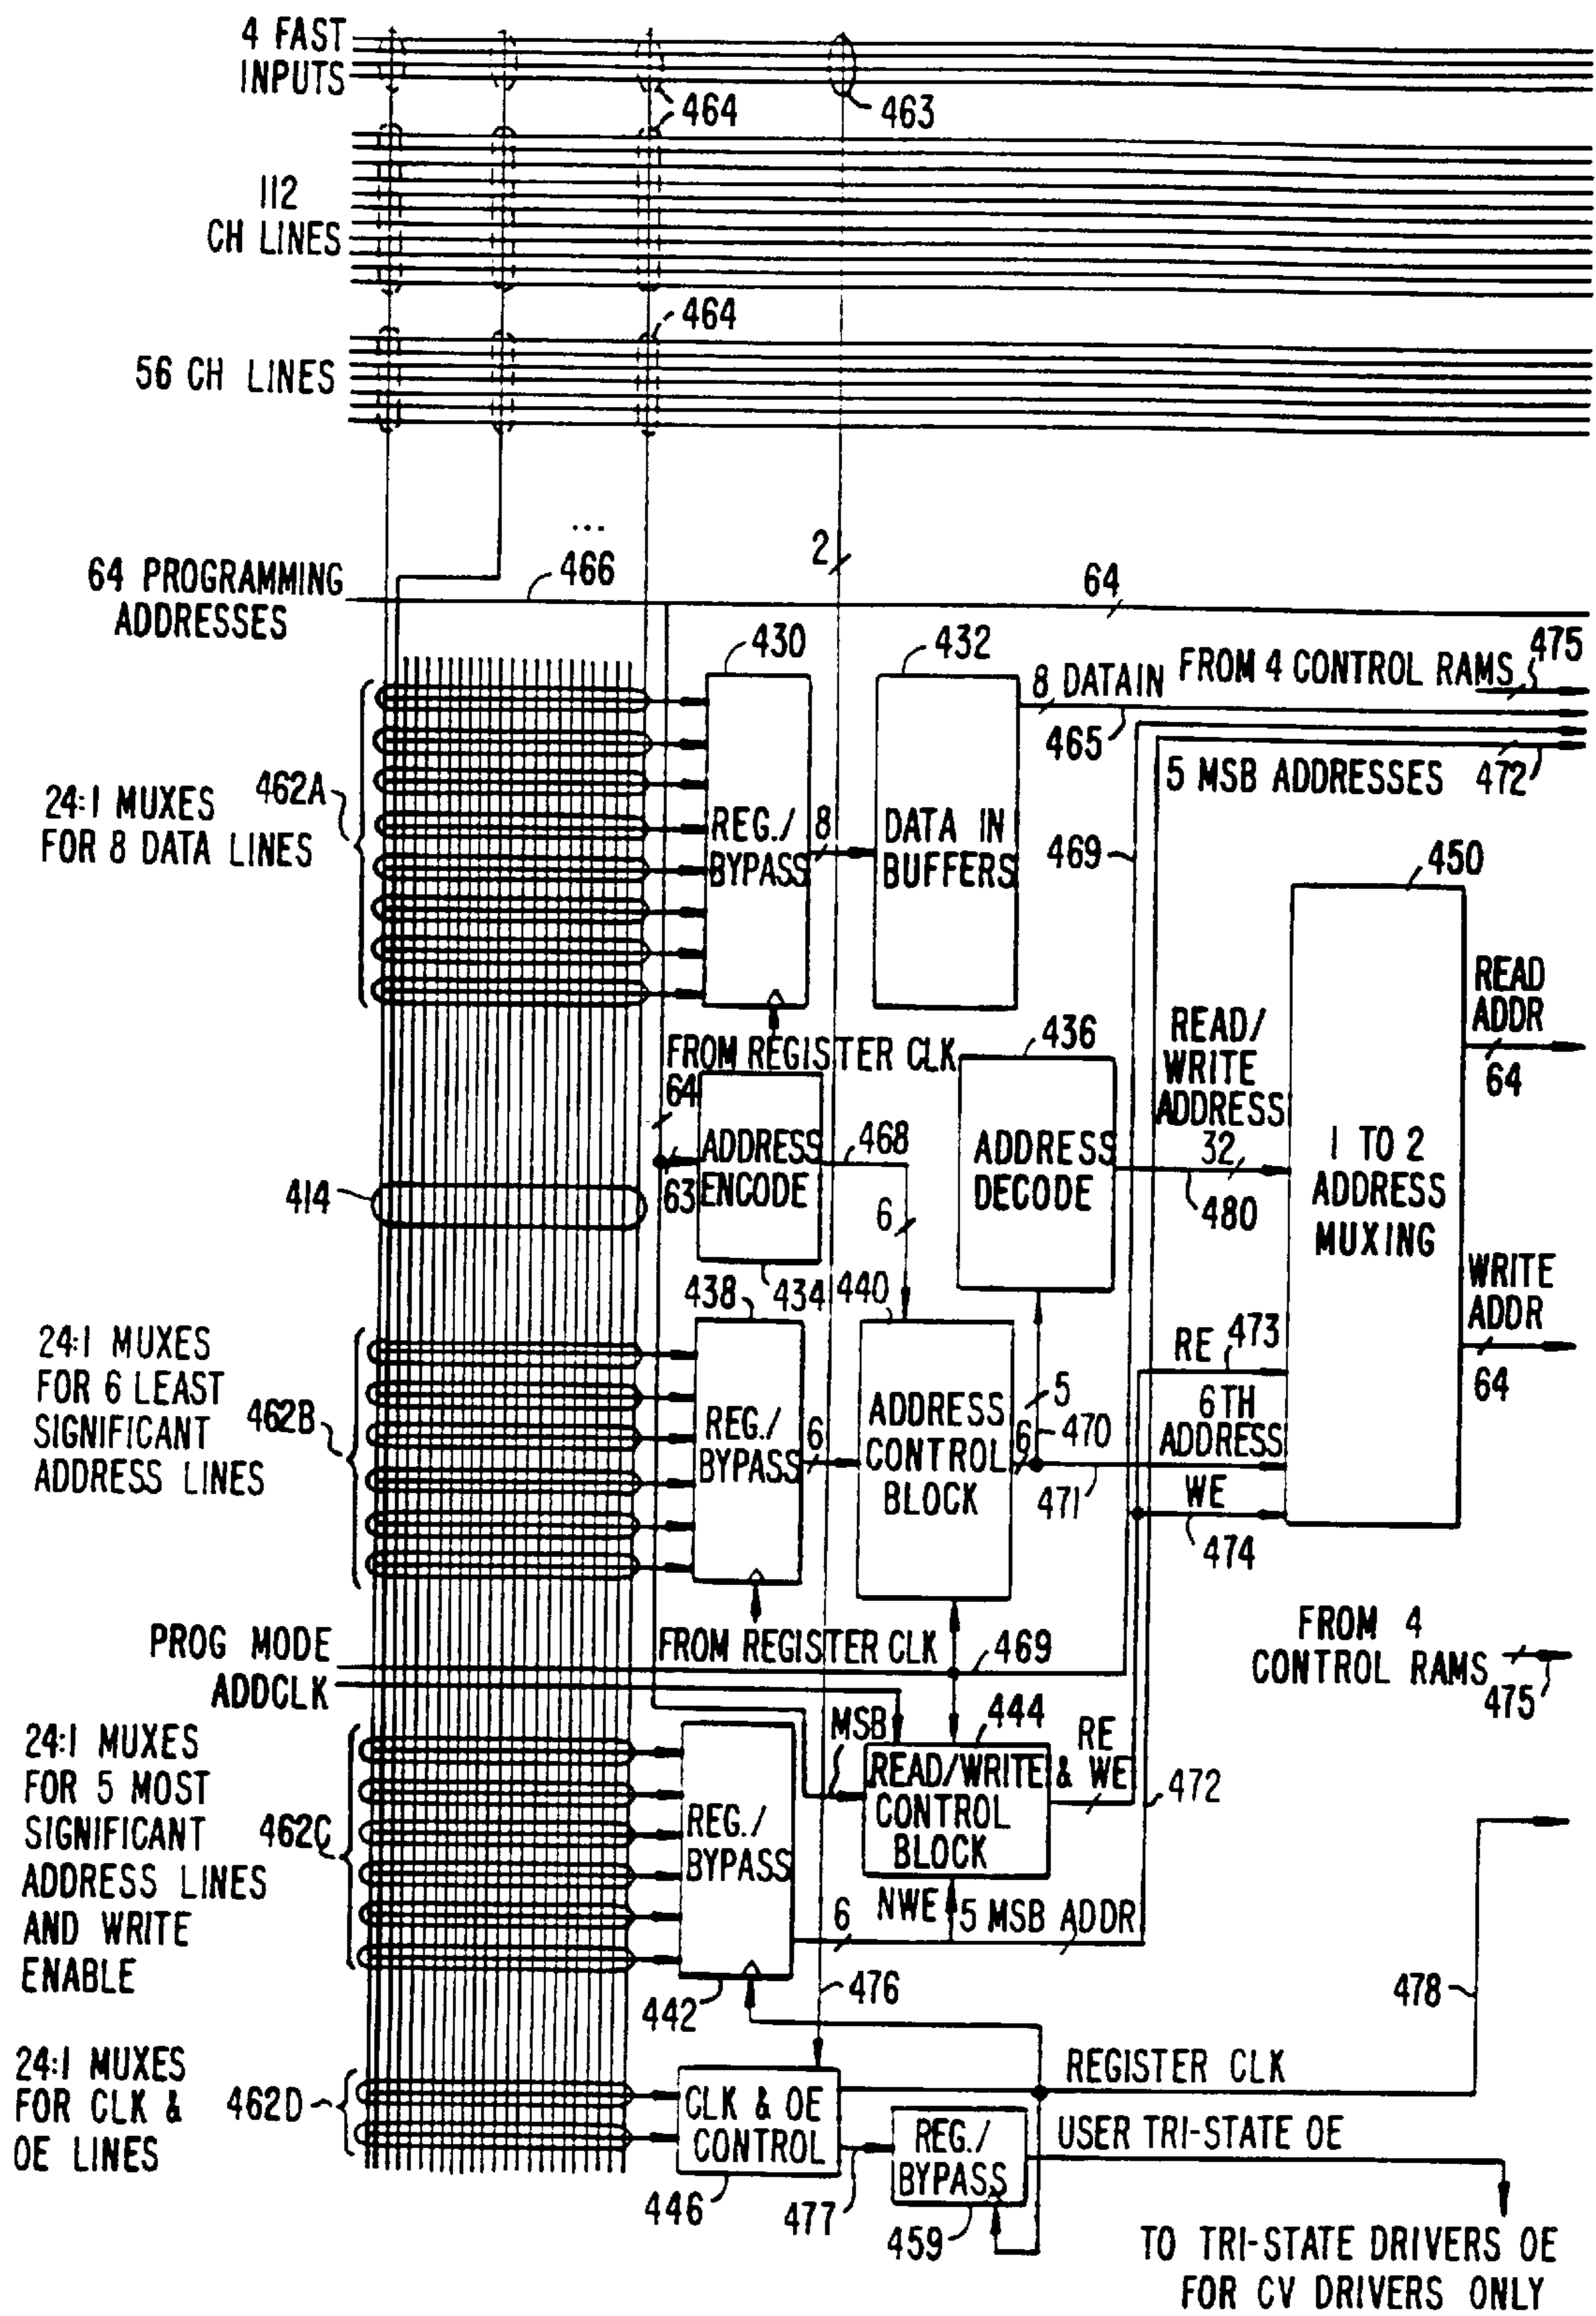 4 FAST
INPUTS
464
463
112
CH LINES
464
56 CH LINES
...
2
64 PROGRAMMING
ADDRESSES
466
64
430
432
8 DATAIN
FROM 4 CONTROL RAMS
475
465
5 MSB ADDRESSES
472
24:1 MUXES
FOR 8 DATA LINES
462A
REG./
BYPASS
8
DATA IN
BUFFERS
469
450
READ
ADDR
64
FROM REGISTER CLK
436
READ/
WRITE
ADDRESS
32
480
64
63
ADDRESS
ENCODE
468
6
ADDRESS
DECODE
1 TO 2
ADDRESS
MUXING
414
434
438
440
WRITE
ADDR
64
24:1 MUXES
FOR 6 LEAST
SIGNIFICANT
ADDRESS LINES
462B
REG./
BYPASS
6
ADDRESS
CONTROL
BLOCK
6
5
470
471
RE
473
6TH
ADDRESS
WE
474
FROM REGISTER CLK
469
PROG MODE
ADDCLK
FROM 4
CONTROL RAMS
475
24:1 MUXES
FOR 5 MOST
SIGNIFICANT
ADDRESS LINES
AND WRITE
ENABLE
462C
REG./
BYPASS
442
MSB
444
READ/WRITE
CONTROL
BLOCK
RE
& WE
472
6
NWE
5 MSB ADDR
476
478
24:1 MUXES
FOR CLK &
OE LINES
462D
CLK & OE
CONTROL
446
477
REG./
BYPASS
459
REGISTER CLK
USER TRI-STATE OE
TO TRI-STATE DRIVERS OE
FOR CV DRIVERS ONLY